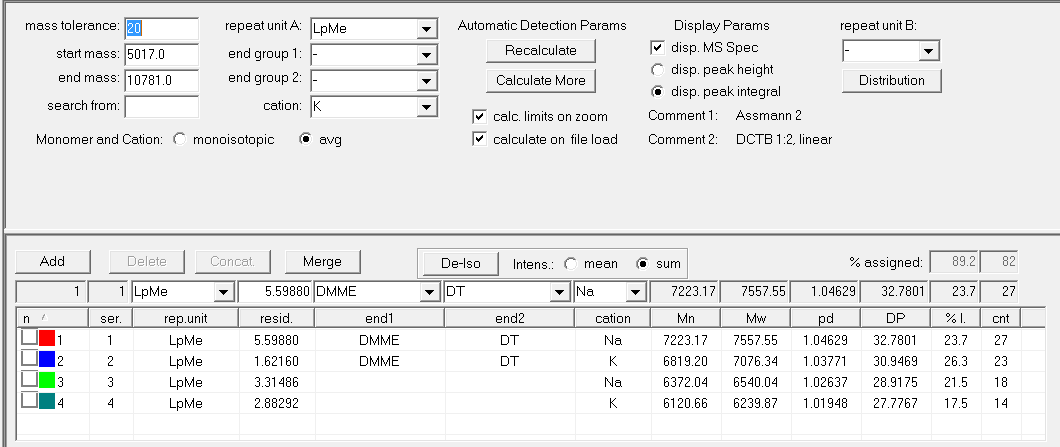 mass tolerance: 20 repeat unit A: LpMe Automatic Detection Params Display Params repeat unit B:
start mass: 5017.0 end group 1: - Recalculate disp. MS Spec -
end mass: 10781.0 end group 2: - Calculate More disp. peak height Distribution
search from: cation: K disp. peak integral
calc. limits on zoom Comment 1: Assmann 2
Monomer and Cation: monoisotopic avg calculate on file load Comment 2: DCTB 1:2, linear
Add Delete Concat. Merge De-Iso Intens.: mean sum % assigned: 89.2 82
1 1 LpMe 5.59880 DMME DT Na 7223.17 7557.55 1.04629 32.7801 23.7 27
n ser. rep.unit resid. end1 end2 cation Mn Mw pd DP % I. cnt
1 1 LpMe 5.59880 DMME DT Na 7223.17 7557.55 1.04629 32.7801 23.7 27
2 2 LpMe 1.62160 DMME DT K 6819.20 7076.34 1.03771 30.9469 26.3 23
3 3 LpMe 3.31486 Na 6372.04 6540.04 1.02637 28.9175 21.5 18
4 4 LpMe 2.88292 K 6120.66 6239.87 1.01948 27.7767 17.5 14